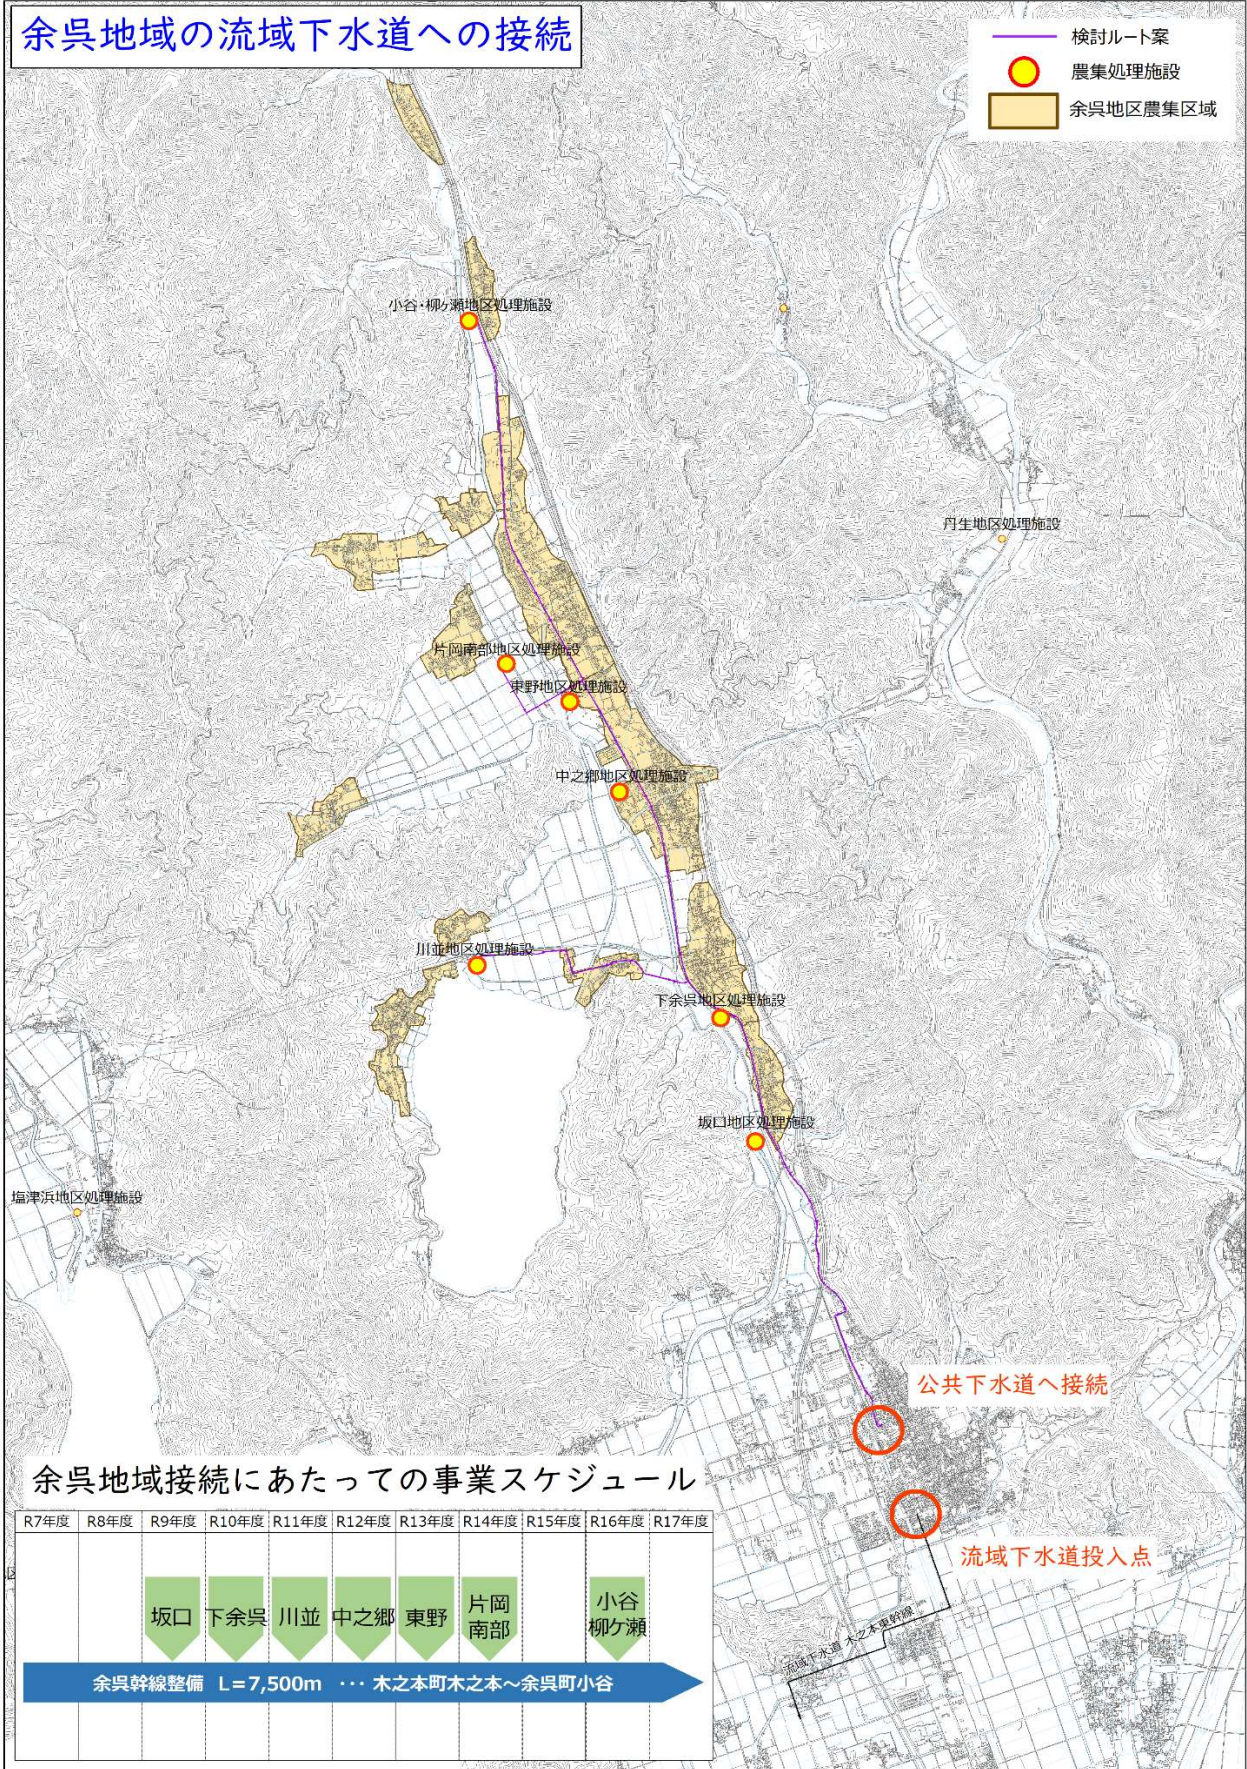 余呉地域の流域下水道への接続
検討ルート案
農集処理施設
余呉地区農集区域
小谷・柳ヶ瀬地区処理施設
丹生地区処理施設
片岡南部地区処理施設
東野地区処理施設
中之郷地区処理施設
川並地区処理施設
下余呉地区処理施設
坂口地区処理施設
塩津浜地区処理施設
公共下水道へ接続
流域下水道投入点
流域下水道 木之本東幹線
余呉地域接続にあたっての事業スケジュール
R7年度 R8年度 R9年度 R10年度 R11年度 R12年度 R13年度 R14年度 R15年度 R16年度 R17年度
坂口 下余呉 川並 中之郷 東野 片岡 小谷
南部 柳ケ瀬
余呉幹線整備 L=7,500m ･･･ 木之本町木之本～余呉町小谷